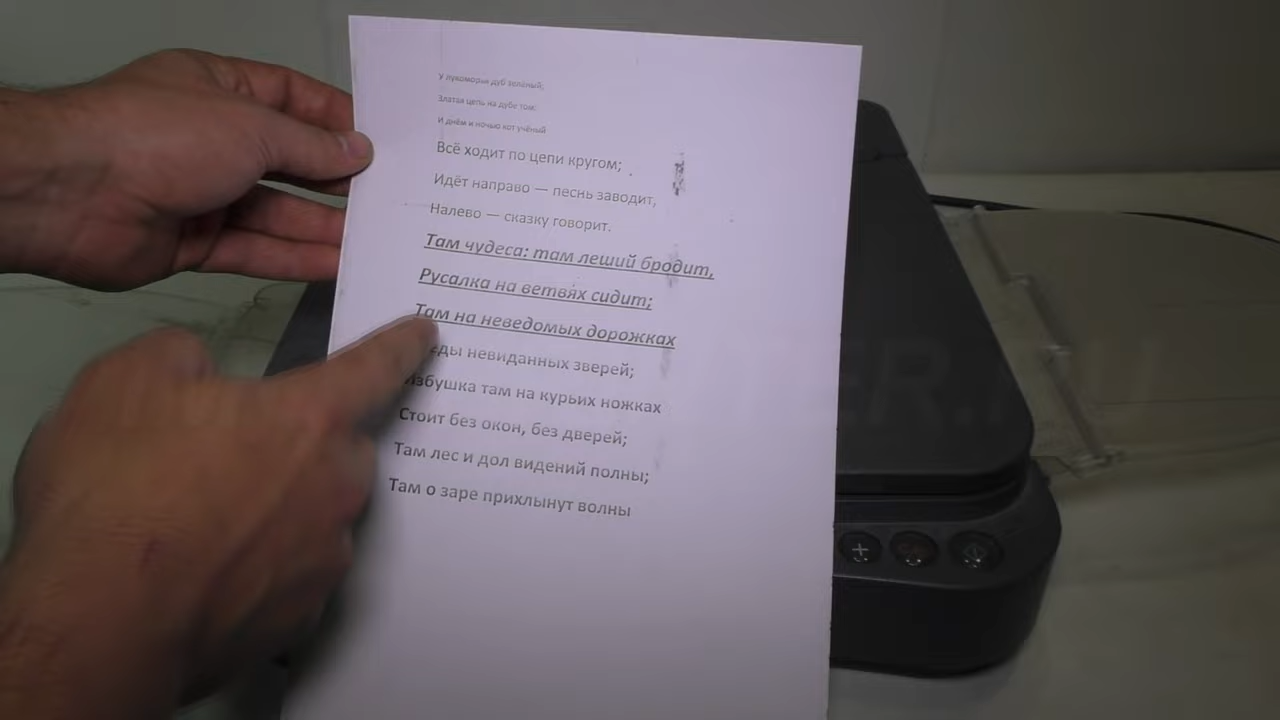 У лукоморья дуб зелёный;
Златая цепь на дубе том:
И днём и ночью кот учёный
Всё ходит по цепи кругом;
Идёт направо — песнь заводит,
Налево — сказку говорит.
Там чудеса: там леший бродит,
Русалка на ветвях сидит;
Там на неведомых дорожках
невиданных зверей;
Избушка там на курьих ножках
Стоит без окон, без дверей;
Там лес и дол видений полны;
Там о заре прихлынут волны